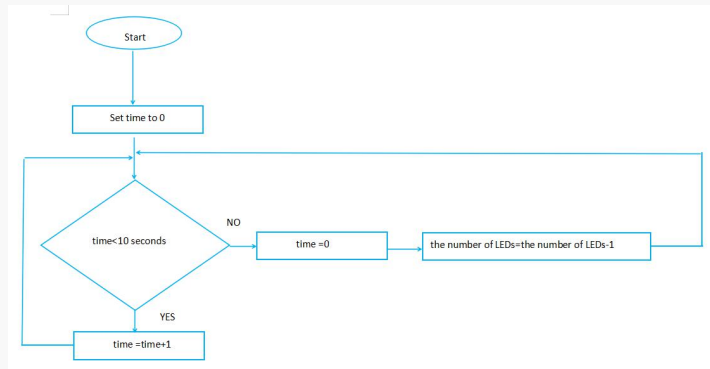 Start
Set time to 0
time<10 seconds
NO
time =0
the number of LEDs=the number of LEDs-1
YES
time =time+1